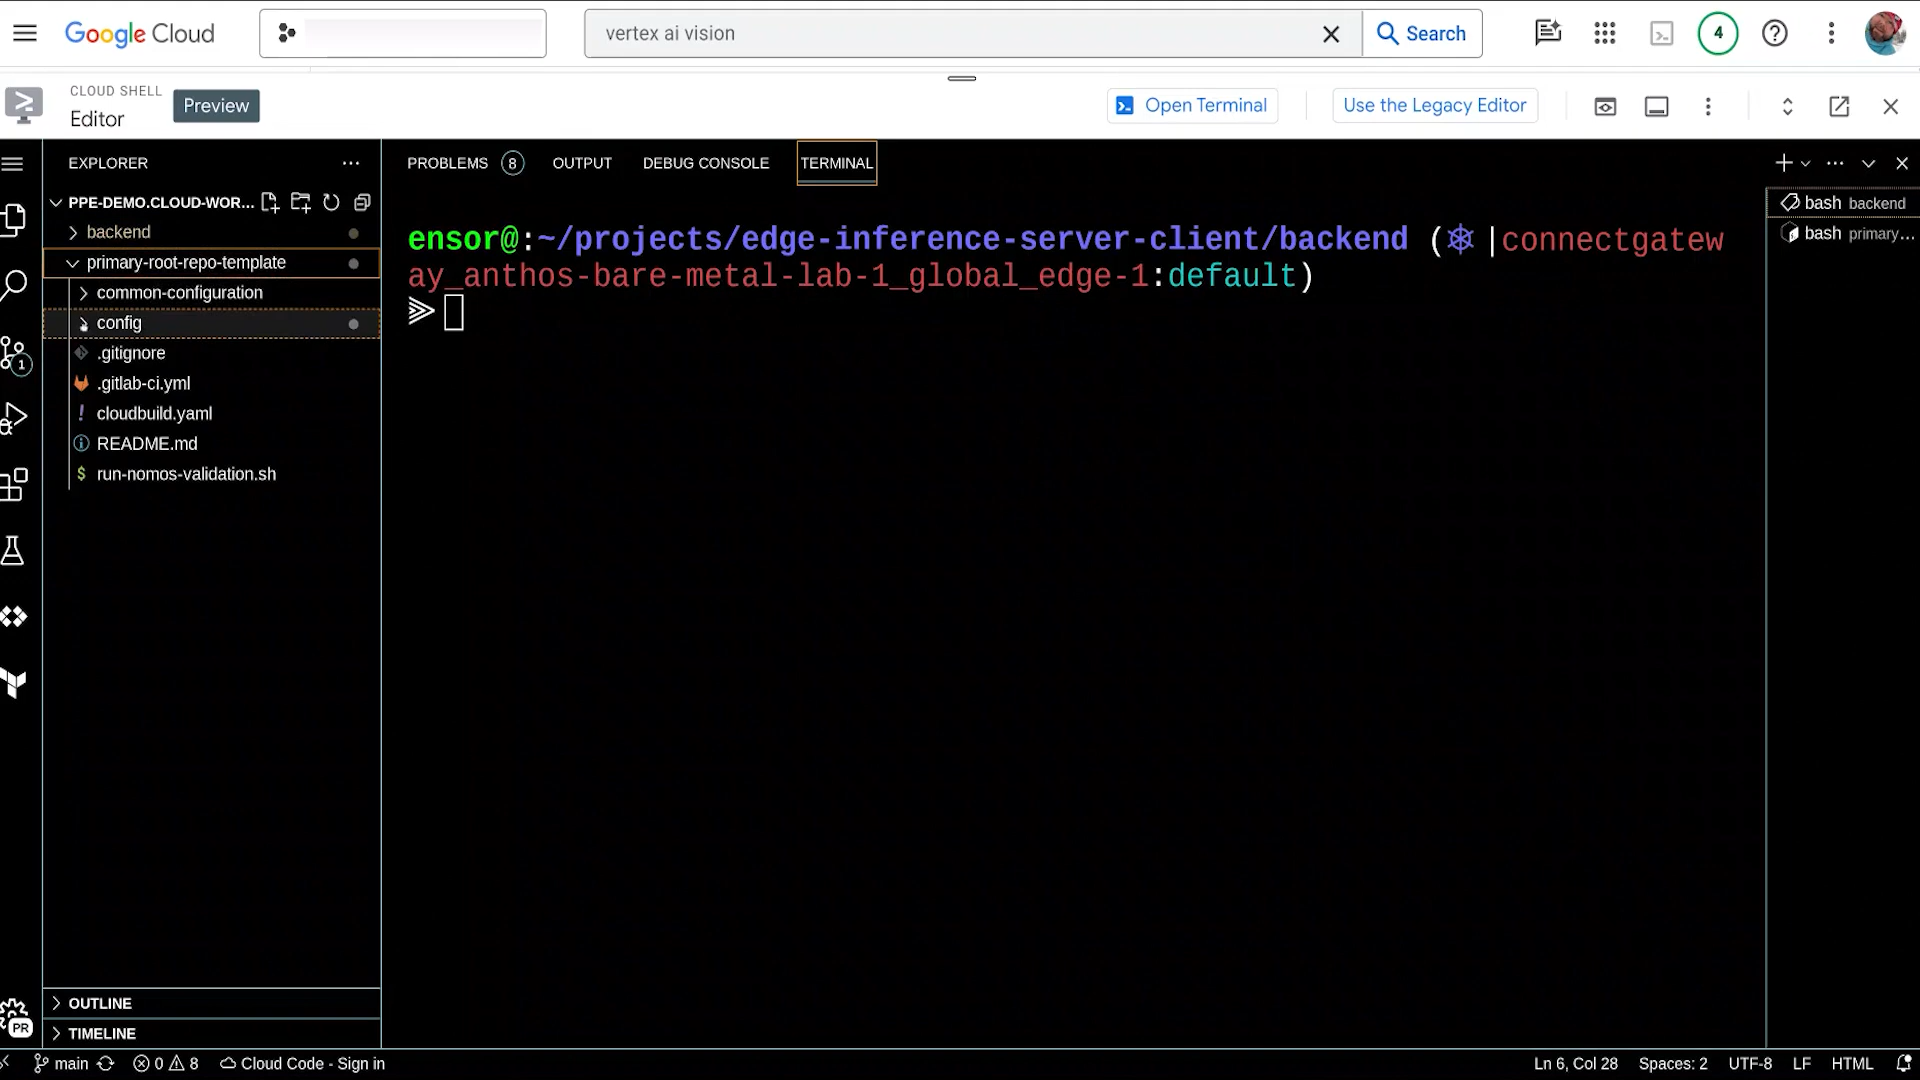 Google Cloud
vertex ai vision
Search
4
CLOUD SHELL
Editor
Preview
Open Terminal
Use the Legacy Editor
EXPLORER
PROBLEMS 8 OUTPUT DEBUG CONSOLE TERMINAL
PPE-DEMO.CLOUD-WOR...
backend
primary-root-repo-template
common-configuration
config
.gitignore
.gitlab-ci.yml
cloudbuild.yaml
README.md
run-nomos-validation.sh
1
ensor@:~/projects/edge-inference-server-client/backend (⎈ |connectgatew
ay_anthos-bare-metal-lab-1_global_edge-1:default)
⫸
bash backend
bash primary...
OUTLINE
TIMELINE
PR
main 0 8 Cloud Code - Sign in
Ln 6, Col 28 Spaces: 2 UTF-8 LF HTML